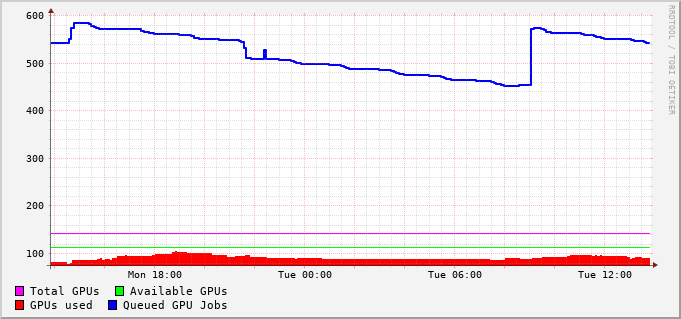 600
500
400
300
200
100
Mon 18:00 Tue 00:00 Tue 06:00 Tue 12:00
Total GPUs Available GPUs
GPUs used Queued GPU Jobs
RRDTOOL / TOBI OETIKER